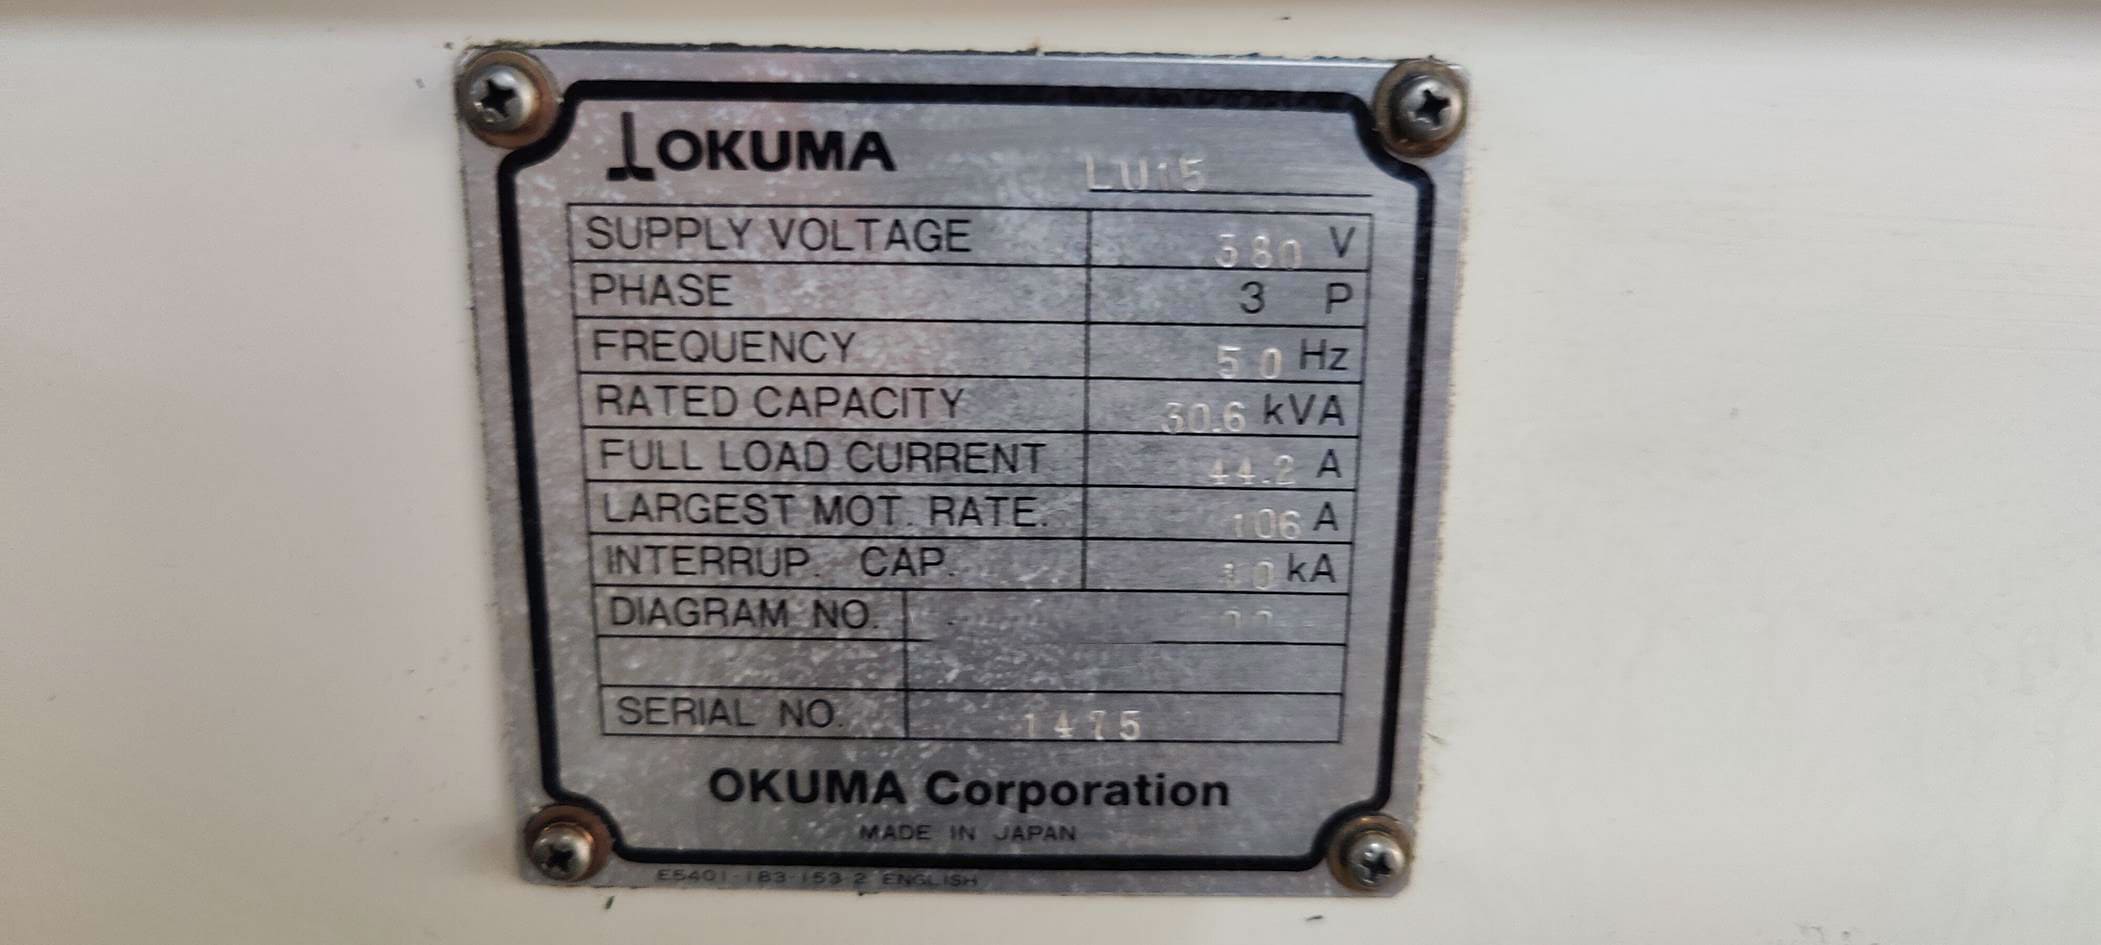 OKUMA LU15
SUPPLY VOLTAGE 380 V
PHASE 3 P
FREQUENCY 50 Hz
RATED CAPACITY 30.6 kVA
FULL LOAD CURRENT 44.2 A
LARGEST MOT. RATE. 106 A
INTERRUP. CAP. 10 kA
DIAGRAM NO.
SERIAL NO. 1475
OKUMA Corporation
MADE IN JAPAN
E5401-183-153-2 ENGLISH